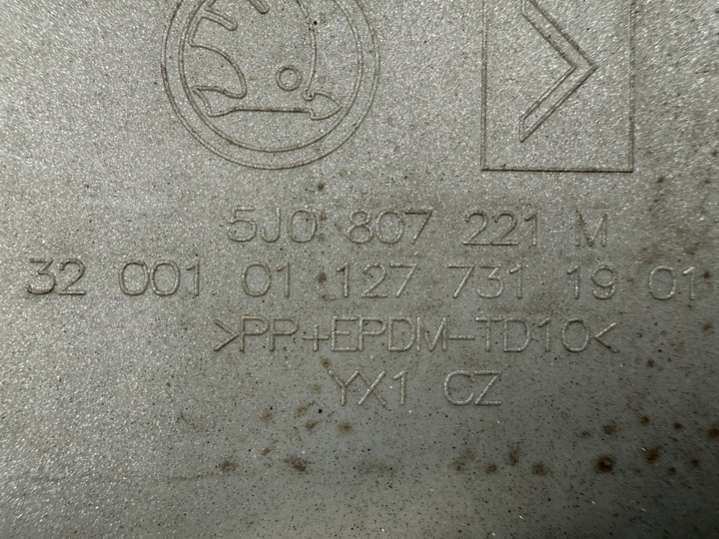 5J0 807 221 M
32 001 01 127 731 19 01
>PP+EPDM-TD10<
YX1 CZ